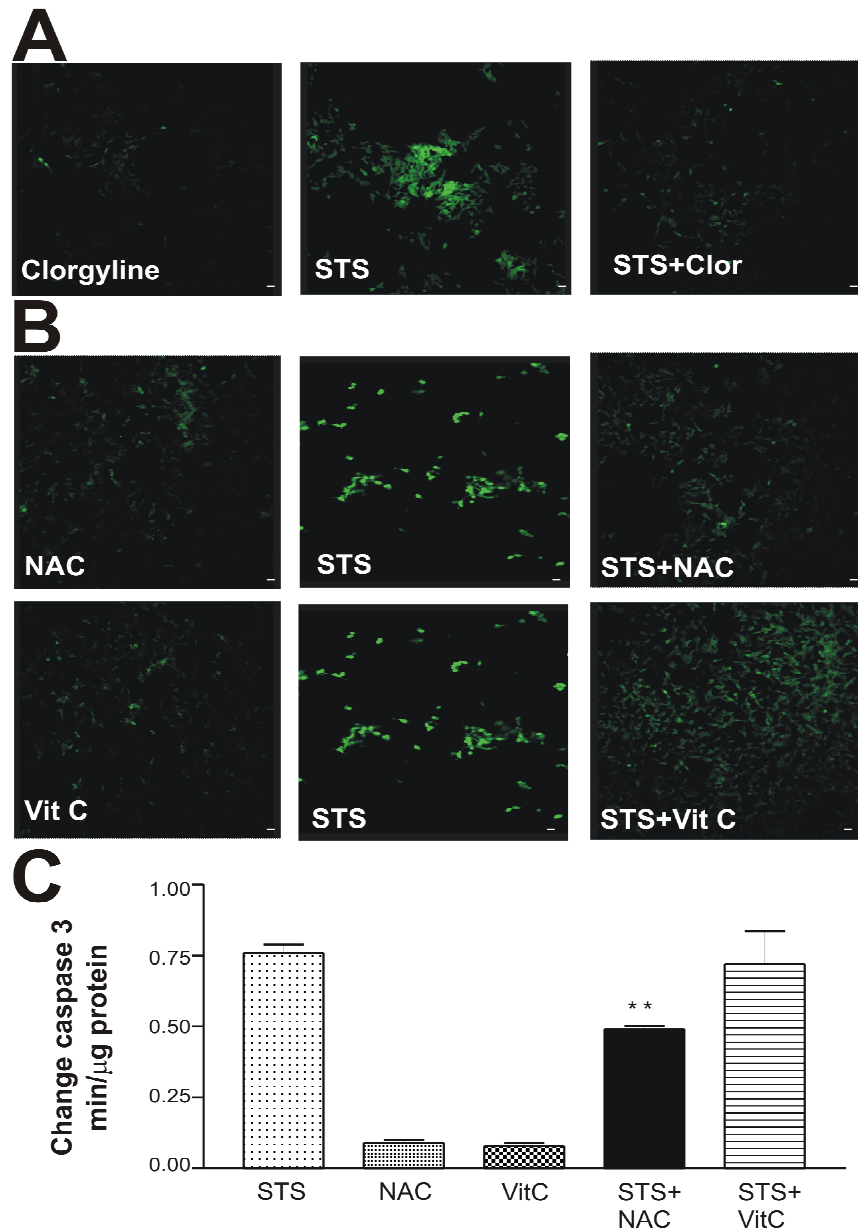 A
Clorgyline
STS
STS+Clor
B
NAC
STS
STS+NAC
Vit C
STS
STS+Vit C
C
Change caspase 3
min/μg protein
1.00
0.75
0.50
0.25
0.00
* *
STS
NAC
VitC
STS+
NAC
STS+
VitC